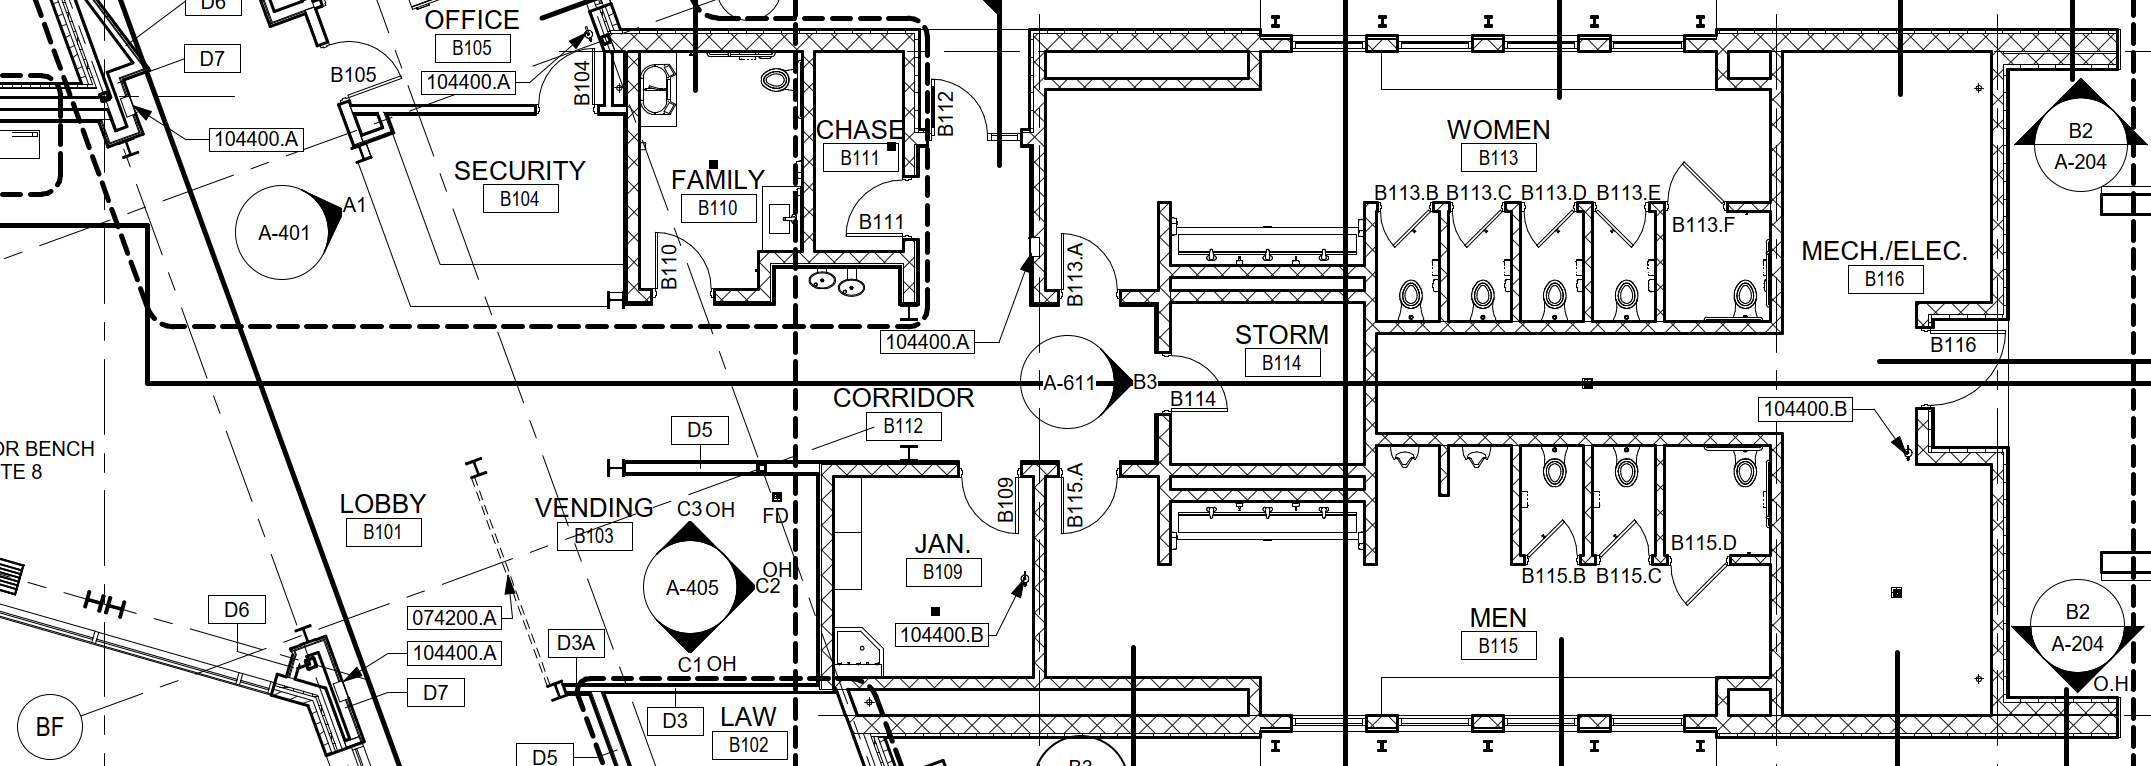 D6
D7
104400.A
OFFICE
B105
104400.A
B105
B104
SECURITY
B104
A-401
A1
FAMILY
B110
B110
CHASE
B111
B111
B112
WOMEN
B113
B113.B
B113.C
B113.D
B113.E
B113.F
B113.A
MECH./ELEC.
B116
B116
B2
A-204
104400.A
STORM
B114
B114
A-611
B3
CORRIDOR
B112
104400.B
D5
OR BENCH
TE 8
LOBBY
B101
VENDING
B103
C3 OH
FD
OH
C2
A-405
C1 OH
B109
B115.A
JAN.
B109
104400.B
B115.B
B115.C
B115.D
MEN
B115
B2
A-204
O.H
D6
074200.A
104400.A
D7
D3A
D3
LAW
B102
D5
BF
B3